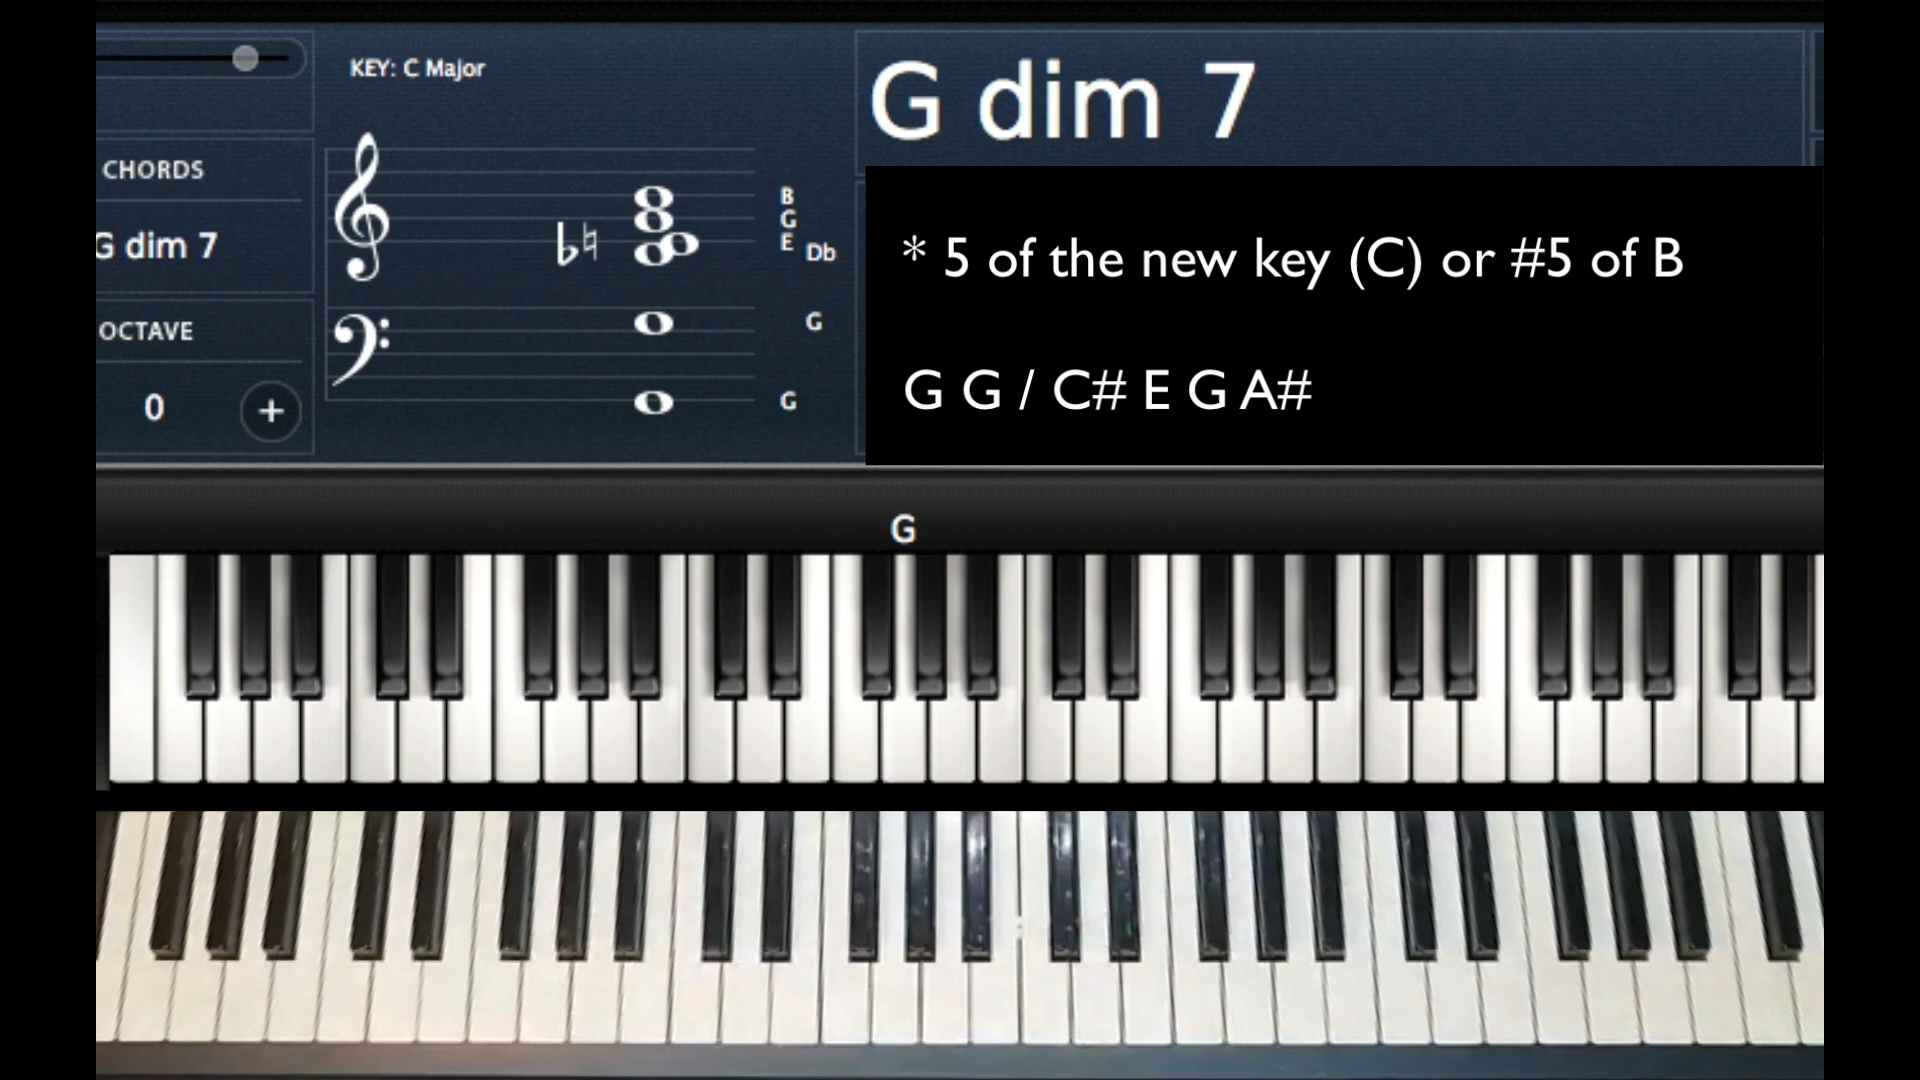 KEY: C Major
G dim 7
CHORDS
G dim 7
OCTAVE
0 +
B
G
E Db
G
G
* 5 of the new key (C) or #5 of B
G G / C# E G A#
G